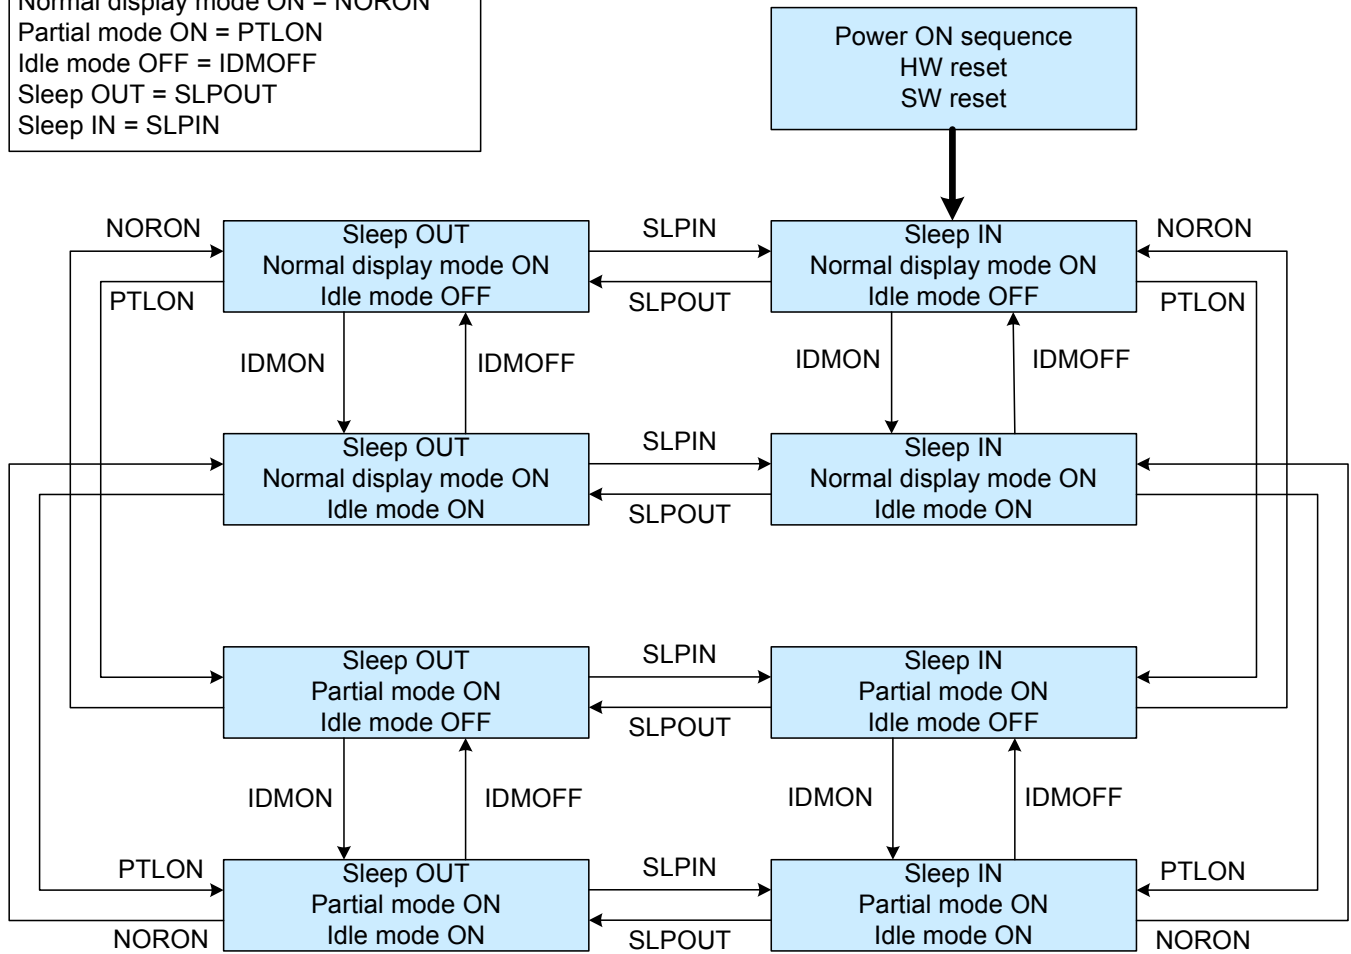 Normal display mode ON = NORON
Partial mode ON = PTLON
Idle mode OFF = IDMOFF
Sleep OUT = SLPOUT
Sleep IN = SLPIN
Power ON sequence
HW reset
SW reset
NORON
Sleep OUT
Normal display mode ON
Idle mode OFF
SLPIN
SLPOUT
Sleep IN
Normal display mode ON
Idle mode OFF
NORON
PTLON
PTLON
IDMON
IDMOFF
IDMON
IDMOFF
Sleep OUT
Normal display mode ON
Idle mode ON
SLPIN
SLPOUT
Sleep IN
Normal display mode ON
Idle mode ON
Sleep OUT
Partial mode ON
Idle mode OFF
SLPIN
SLPOUT
Sleep IN
Partial mode ON
Idle mode OFF
IDMON
IDMOFF
IDMON
IDMOFF
PTLON
NORON
Sleep OUT
Partial mode ON
Idle mode ON
SLPIN
SLPOUT
Sleep IN
Partial mode ON
Idle mode ON
PTLON
NORON